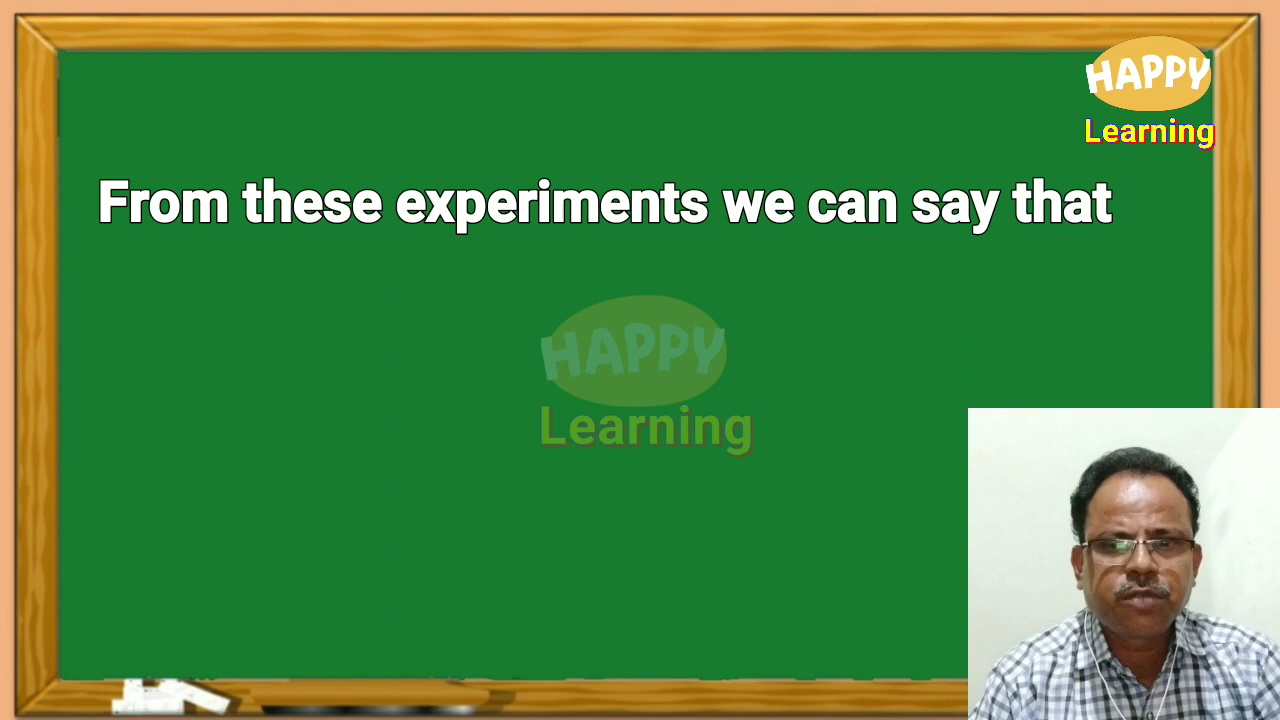 HAPPY
Learning
From these experiments we can say that
HAPPY
Learning